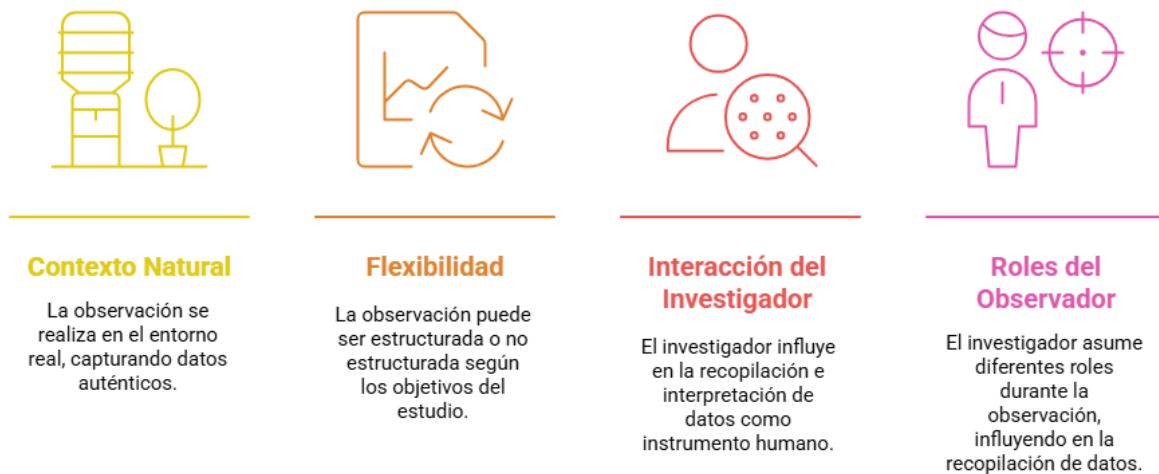 Contexto Natural
La observación se
realiza en el entorno
real, capturando datos
auténticos.
Flexibilidad
La observación puede
ser estructurada o no
estructurada según
los objetivos del
estudio.
Interacción del
Investigador
El investigador influye
en la recopilación e
interpretación de
datos como
instrumento humano.
Roles del
Observador
El investigador asume
diferentes roles
durante la
observación,
influyendo en la
recopilación de datos.